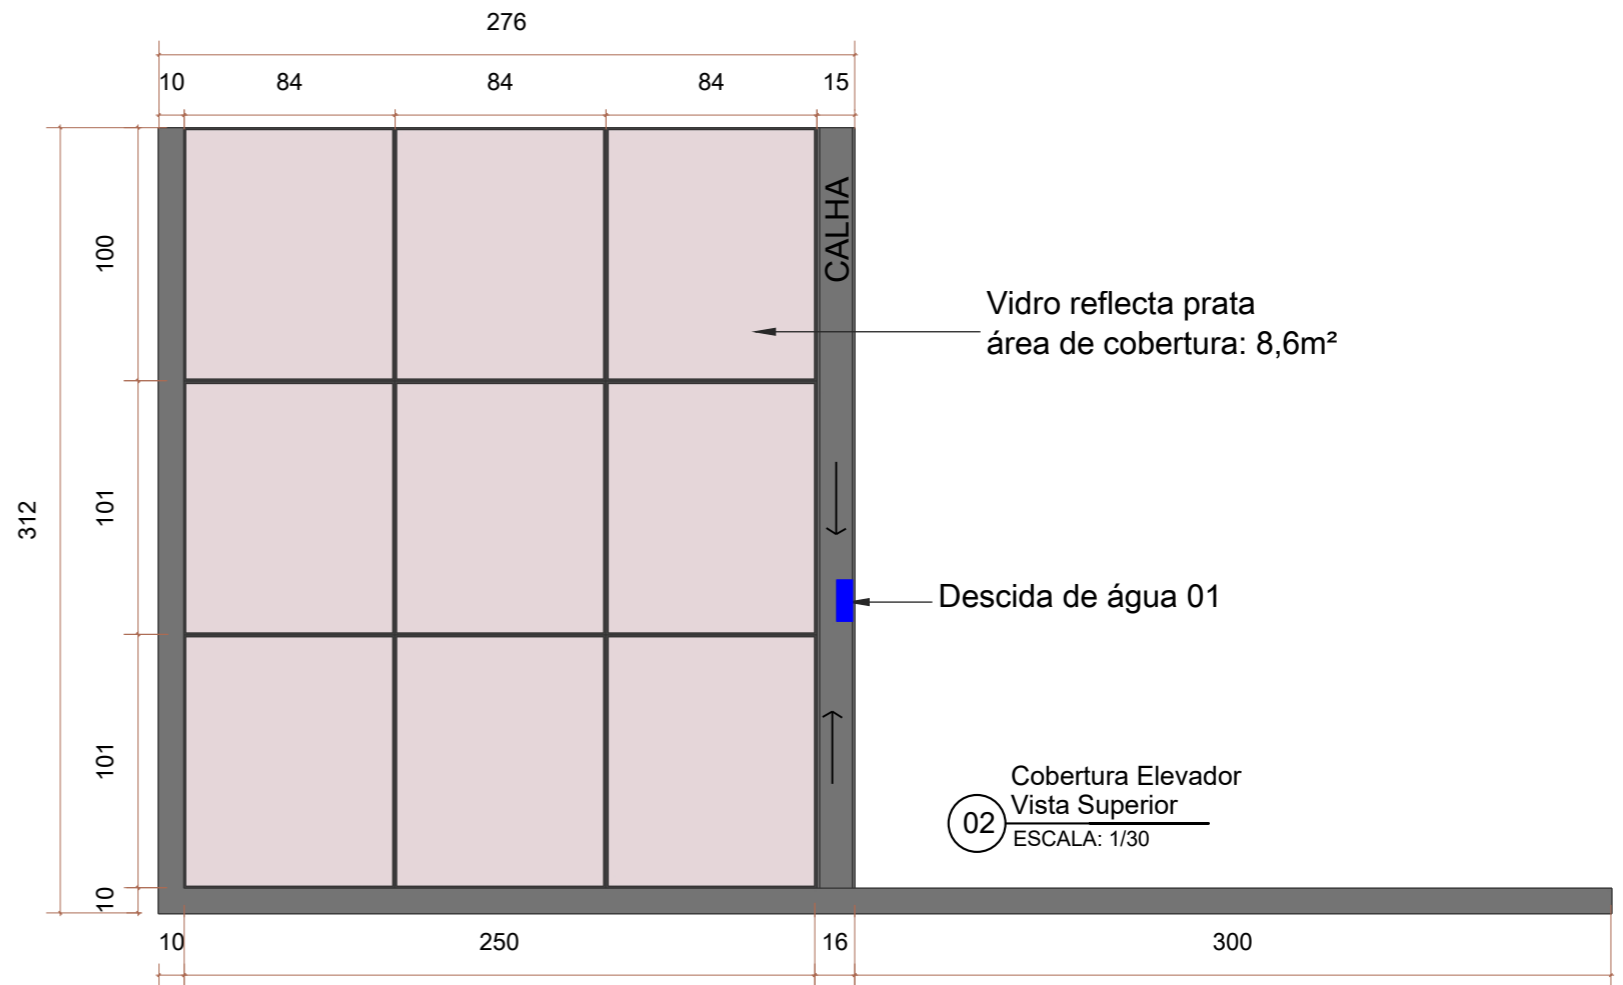 276
10 84 84 84 15
CALHA
100
Vidro reflecta prata
área de cobertura: 8,6m²
101
312
Descida de água 01
101
Cobertura Elevador
Vista Superior
02
ESCALA: 1/30
10
10 250 16 300